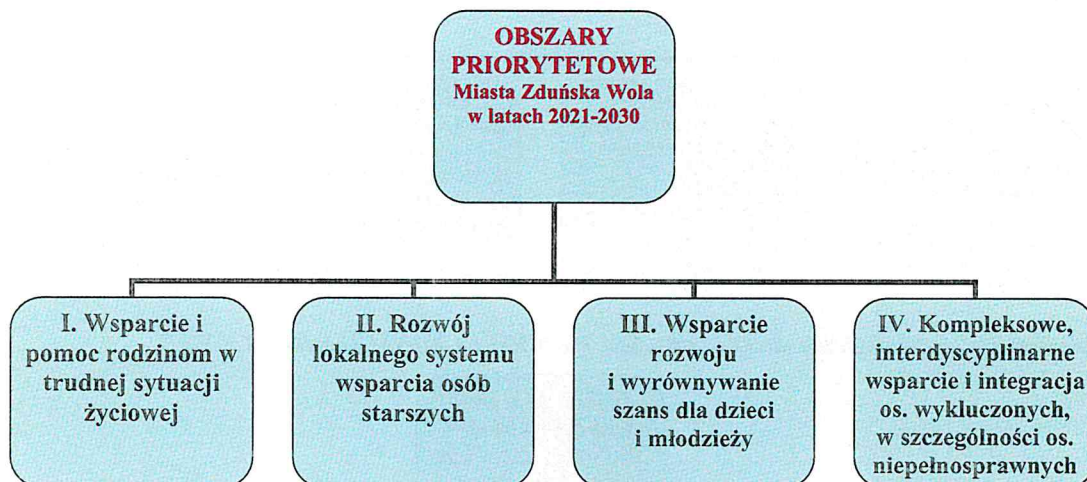 OBSZARY
PRIORYTETOWE
Miasta Zduńska Wola
w latach 2021-2030
I. Wsparcie i
pomoc rodzinom w
trudnej sytuacji
życiowej
II. Rozwój
lokalnego systemu
wsparcia osób
starszych
III. Wsparcie
rozwoju
i wyrównywanie
szans dla dzieci
i młodzieży
IV. Kompleksowe,
interdyscyplinarne
wsparcie i integracja
os. wykluczonych,
w szczególności os.
niepełnosprawnych